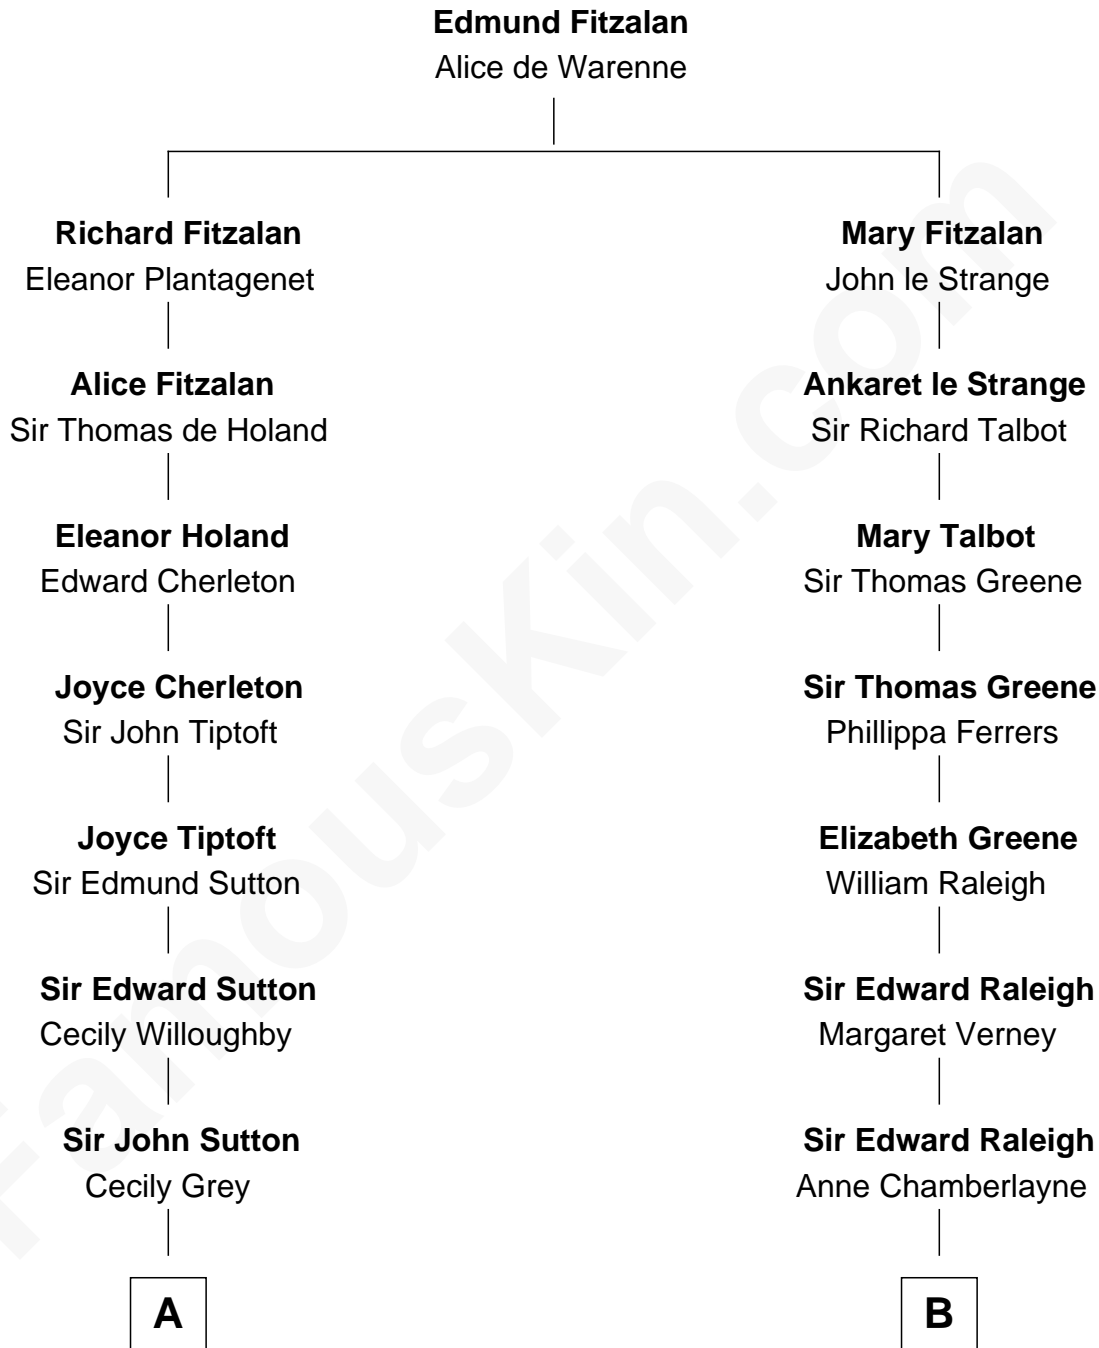 Edmund Fitzalan
Alice de Warenne
Richard Fitzalan
Eleanor Plantagenet
Mary Fitzalan
John le Strange
Alice Fitzalan
Sir Thomas de Holand
Ankaret le Strange
Sir Richard Talbot
Eleanor Holand
Edward Cherleton
Mary Talbot
Sir Thomas Greene
Joyce Cherleton
Sir John Tiptoft
Sir Thomas Greene
Phillippa Ferrers
Joyce Tiptoft
Sir Edmund Sutton
Elizabeth Greene
William Raleigh
Sir Edward Sutton
Cecily Willoughby
Sir Edward Raleigh
Margaret Verney
Sir John Sutton
Cecily Grey
Sir Edward Raleigh
Anne Chamberlayne
A
B
FamousKin.com